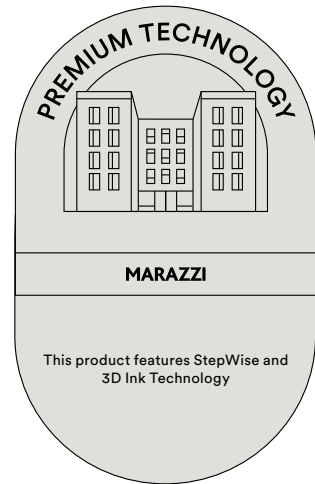 PREMIUM TECHNOLOGY
MARAZZI
This product features StepWise and
3D Ink Technology